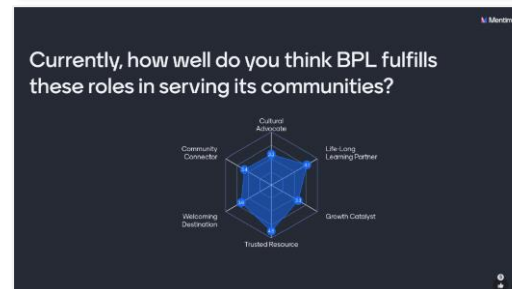 Mentim
Currently, how well do you think BPL fulfills
these roles in serving its communities?
Cultural
Advocate
Community
Connector
Life-Long
Learning Partner
Welcoming
Destination
Growth Catalyst
Trusted Resource